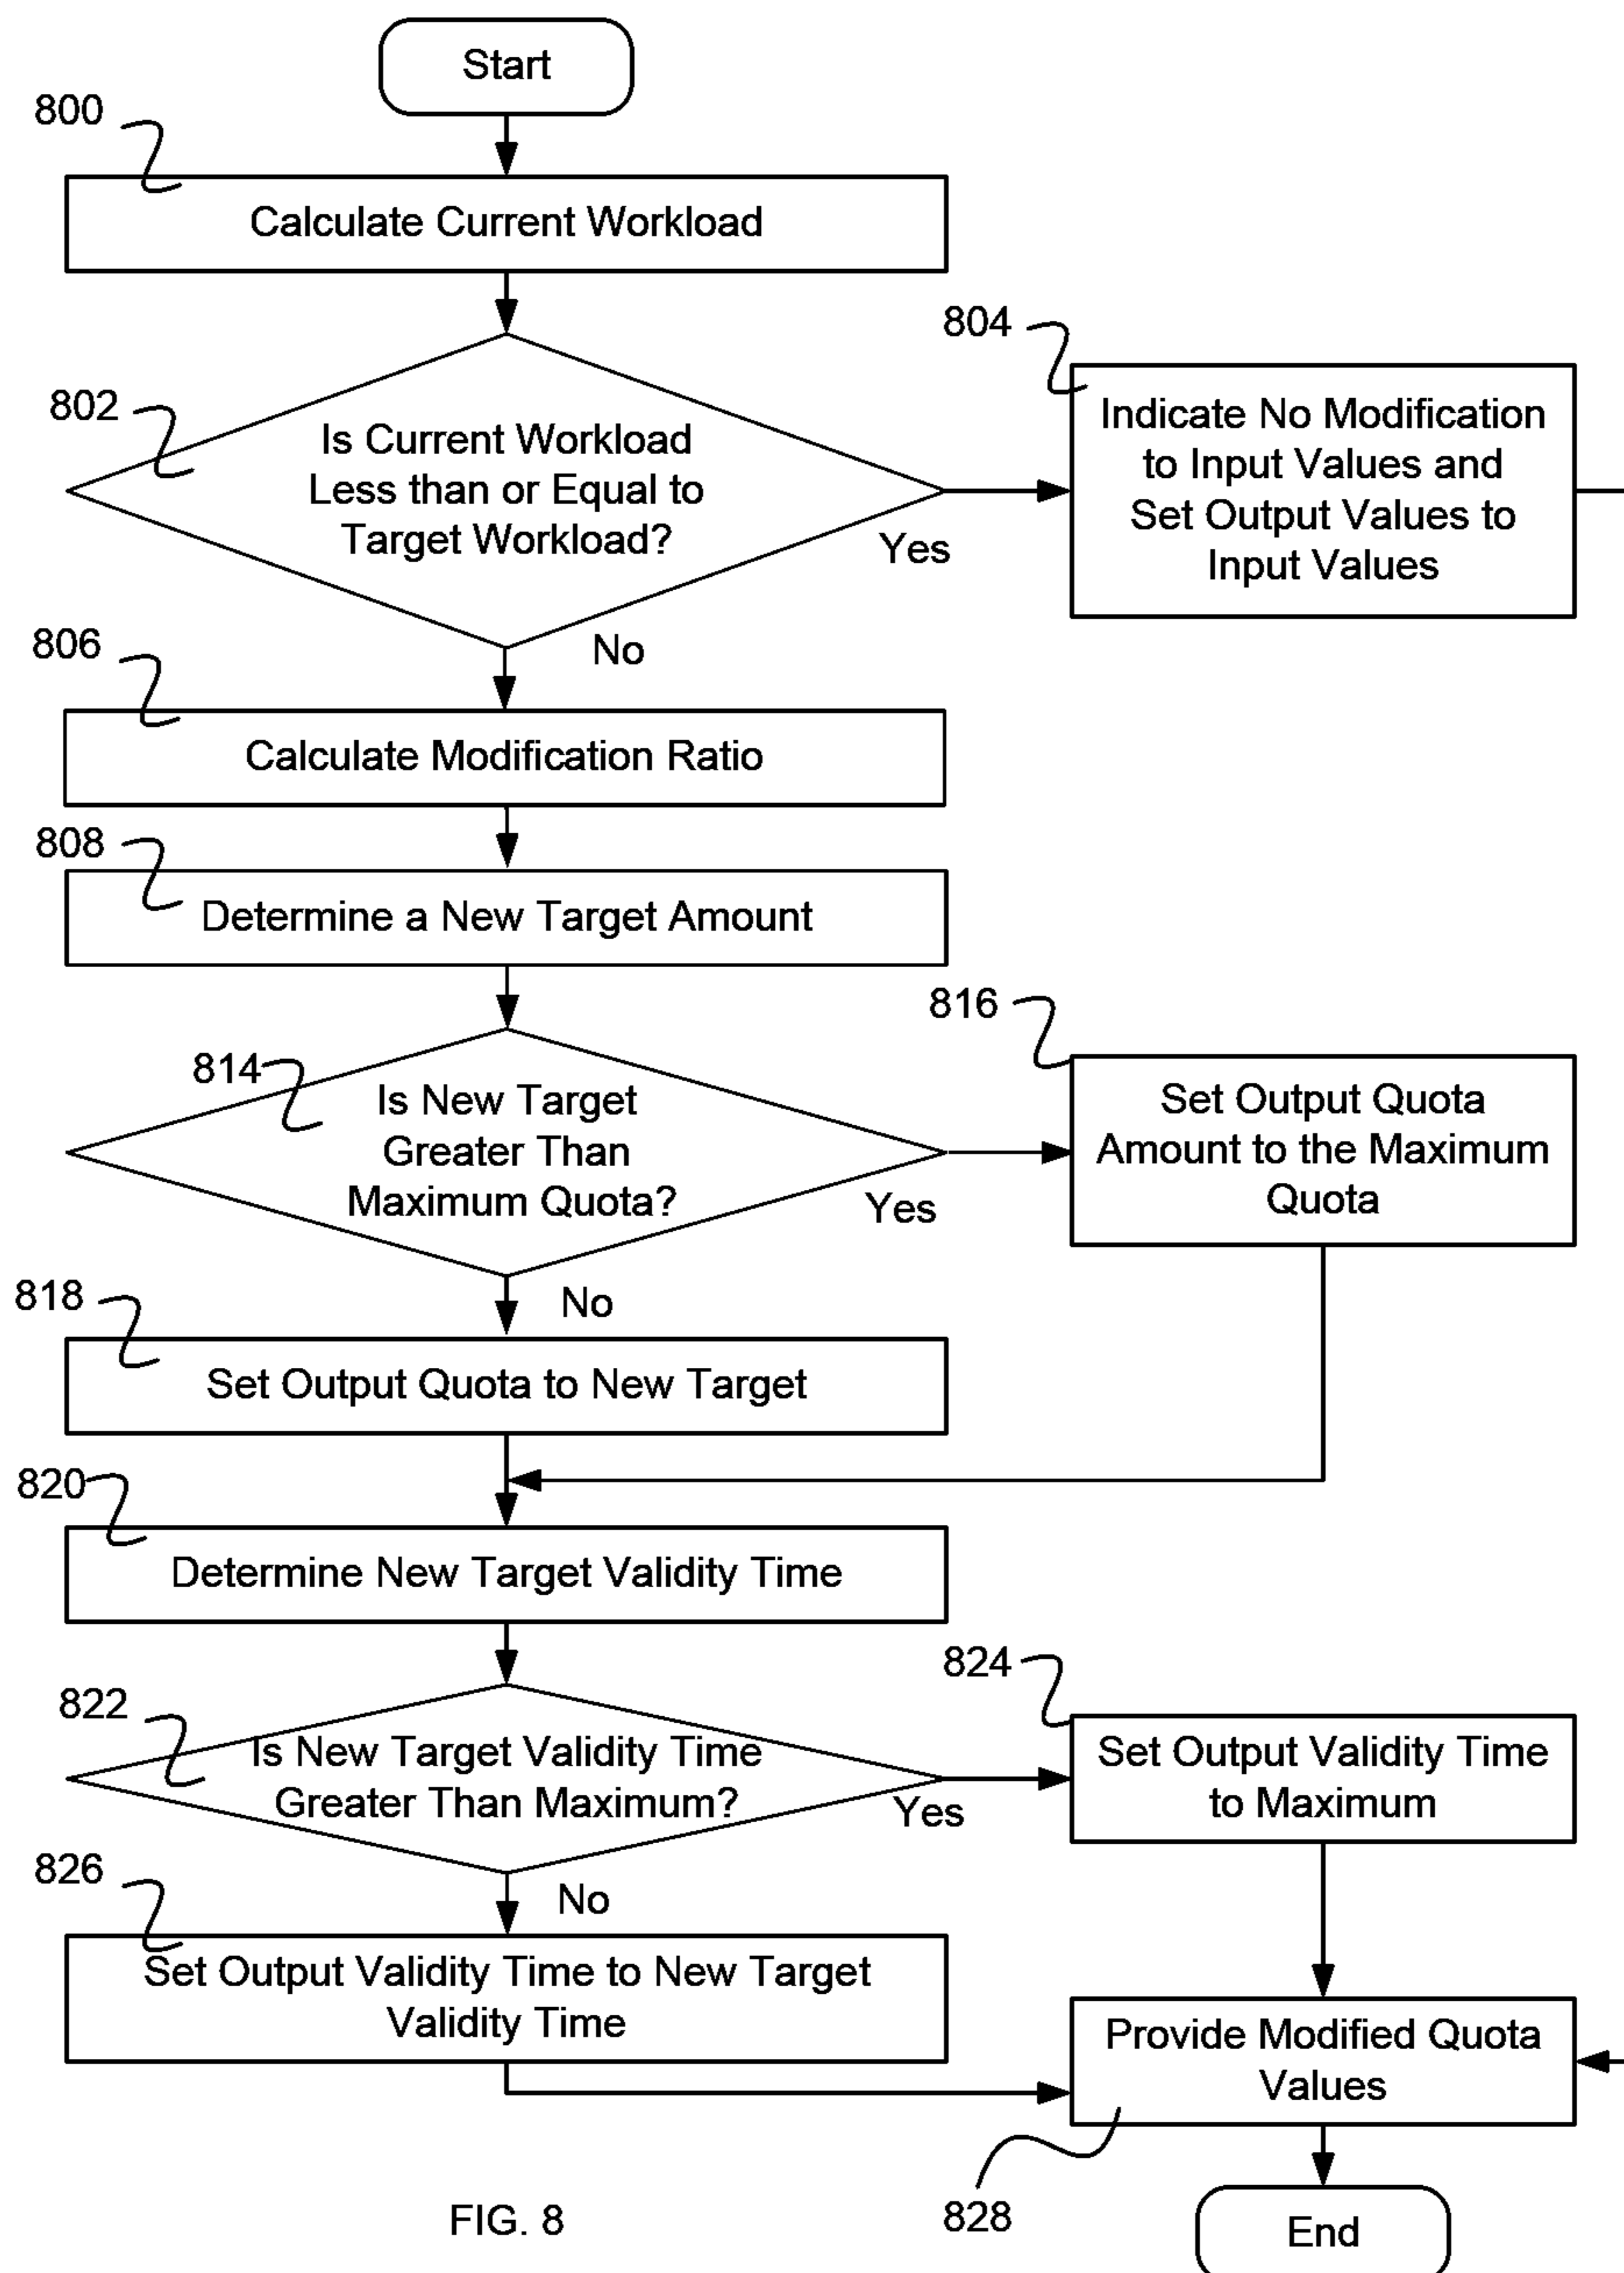 Start
800
Calculate Current Workload
804
802
Is Current Workload
Less than or Equal to
Target Workload?
Yes
Indicate No Modification
to Input Values and
Set Output Values to
Input Values
No
806
Calculate Modification Ratio
808
Determine a New Target Amount
816
814
Is New Target
Greater Than
Maximum Quota?
Yes
Set Output Quota
Amount to the Maximum
Quota
No
818
Set Output Quota to New Target
820
Determine New Target Validity Time
824
822
Is New Target Validity Time
Greater Than Maximum?
Yes
Set Output Validity Time
to Maximum
No
826
Set Output Validity Time to New Target
Validity Time
Provide Modified Quota
Values
828
End
FIG. 8